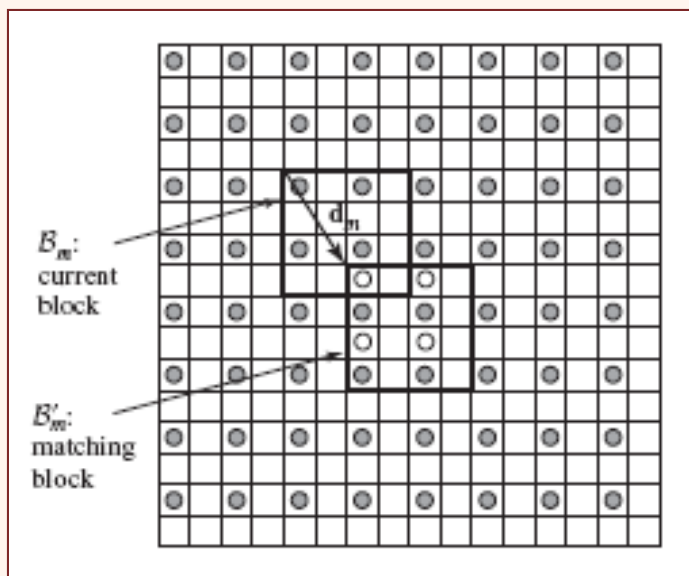 dₘ
ℬₘ:
current
block
ℬ′ₘ:
matching
block